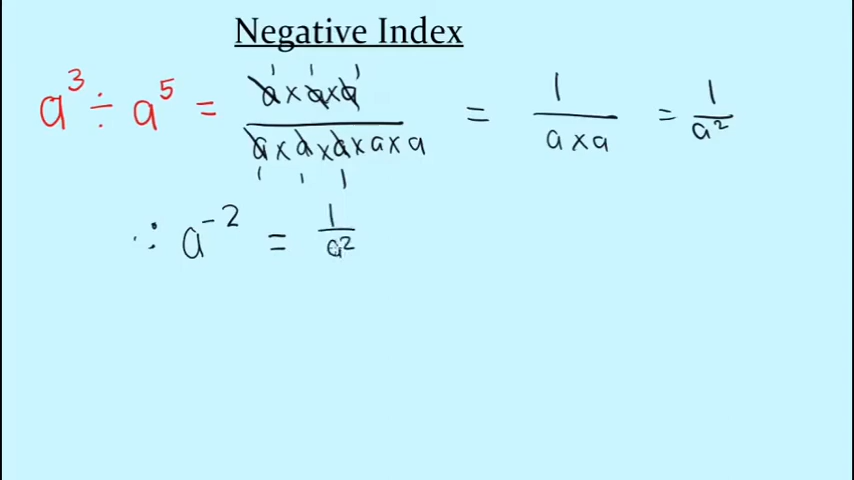 Negative Index
a³ ÷ a⁵ = a×a×a / a×a×a×a×a = 1 / a×a = 1/a²
∴ a⁻² = 1/a²